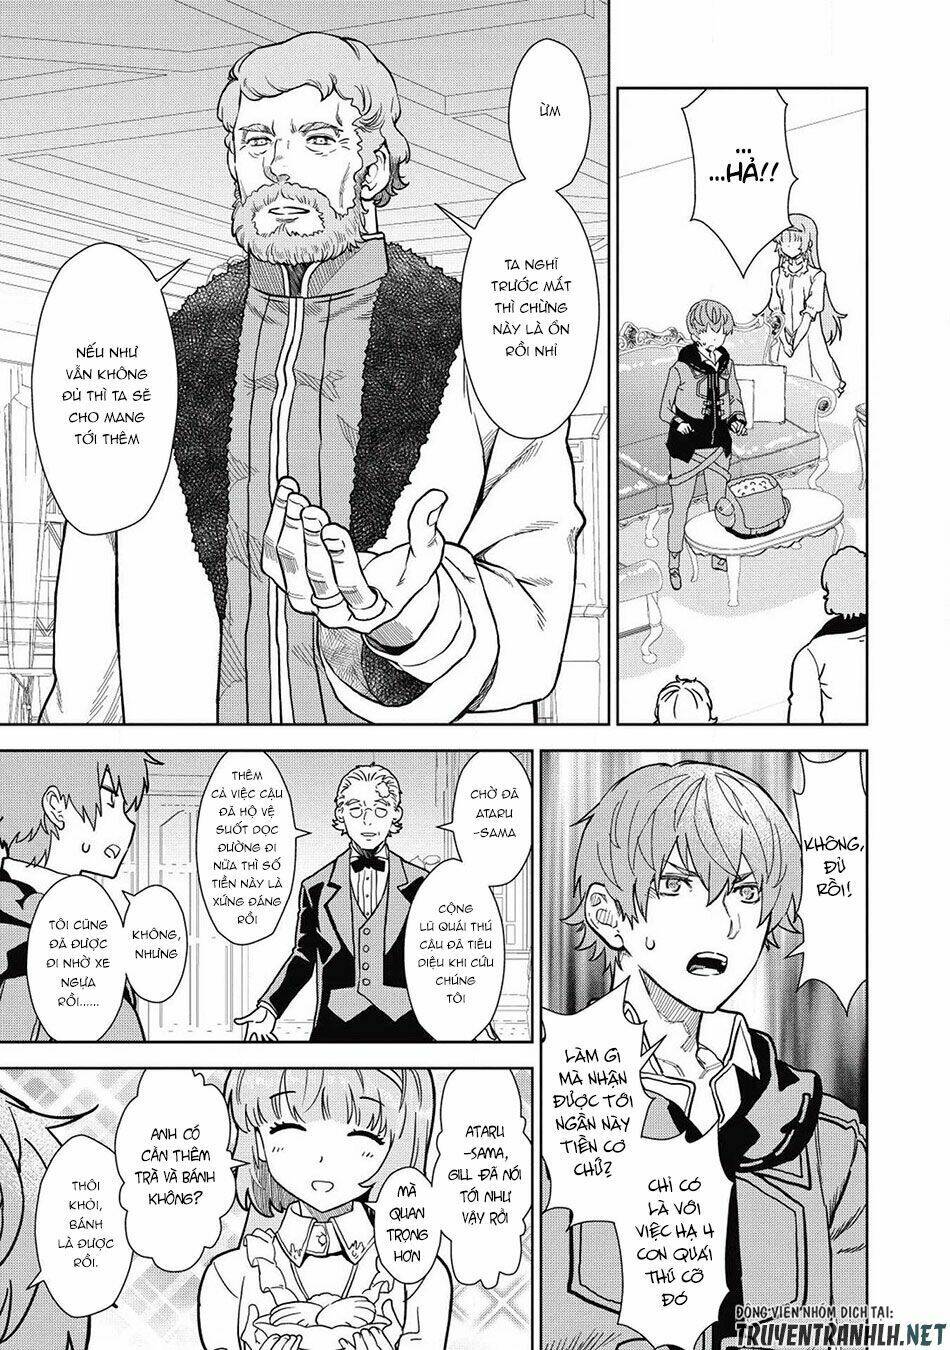 ...
...HẢ!!
ỪM
TA NGHĨ
TRƯỚC MẮT
THÌ CHỪNG
NÀY LÀ ỔN
RỒI NHỈ
NẾU NHƯ
VẪN KHÔNG
ĐỦ THÌ TA SẼ
CHO MANG
TỚI THÊM
KHÔNG,
ĐỦ
RỒI!
LÀM GÌ
MÀ NHẬN
ĐƯỢC TỚI
NGẦN NÀY
TIỀN CƠ
CHỨ?
CHỈ CÓ
LÀ VỚI
VIỆC HẠ 4
CON QUÁI
THÚ CỠ
ĐÓ
CHỜ ĐÃ
ATARU
-SAMA
CỘNG
LŨ QUÁI THÚ
CẬU ĐÃ TIÊU
DIỆU KHI CỨU
CHÚNG
TÔI
THÊM
CẢ VIỆC CẬU
ĐÃ HỘ VỆ
SUỐT DỌC
ĐƯỜNG ĐI
NỮA THÌ SỐ
TIỀN NÀY LÀ
XỨNG ĐÁNG
RỒI
KHÔNG,
NHƯNG
TÔI CŨNG
ĐÃ ĐƯỢC
ĐI NHỜ XE
NGỰA
RỒI......
ATARU
-SAMA,
GILL ĐÃ NÓI
TỚI NHƯ
VẬY RỒI
MÀ
QUAN
TRỌNG
HƠN
ANH CÓ
CẦN THÊM
TRÀ VÀ BÁNH
KHÔNG?
THÔI
KHỎI,
BÁNH
LÀ ĐƯỢC
RỒI.
ĐỘNG VIÊN NHÓM DỊCH TẠI:
TRUYENTRANHLH.NET